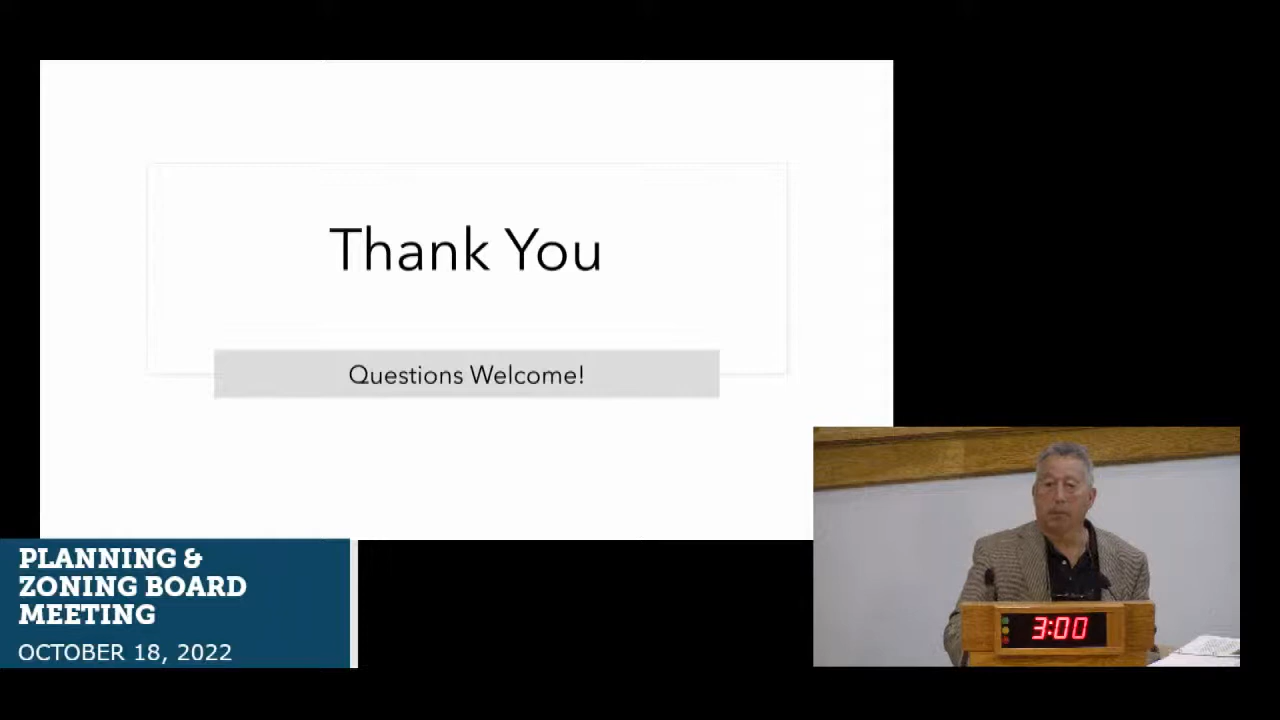 Thank You
Questions Welcome!
PLANNING &
ZONING BOARD
MEETING
OCTOBER 18, 2022
3:00